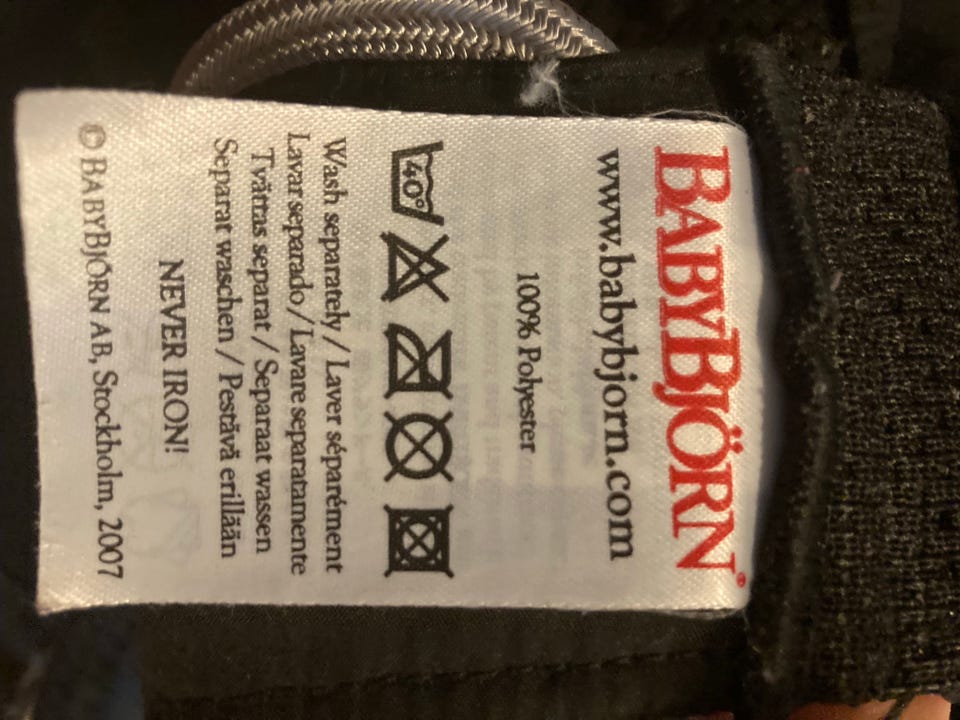 BABYBJÖRN®
www.babybjorn.com
100% Polyester
40°
Wash separately / Laver séparément
Lavar separado / Lavare separatamente
Tvättas separat / Separaat wassen
Separat waschen / Pestävä erillään
NEVER IRON!
© BABYBJÖRN AB, Stockholm, 2007